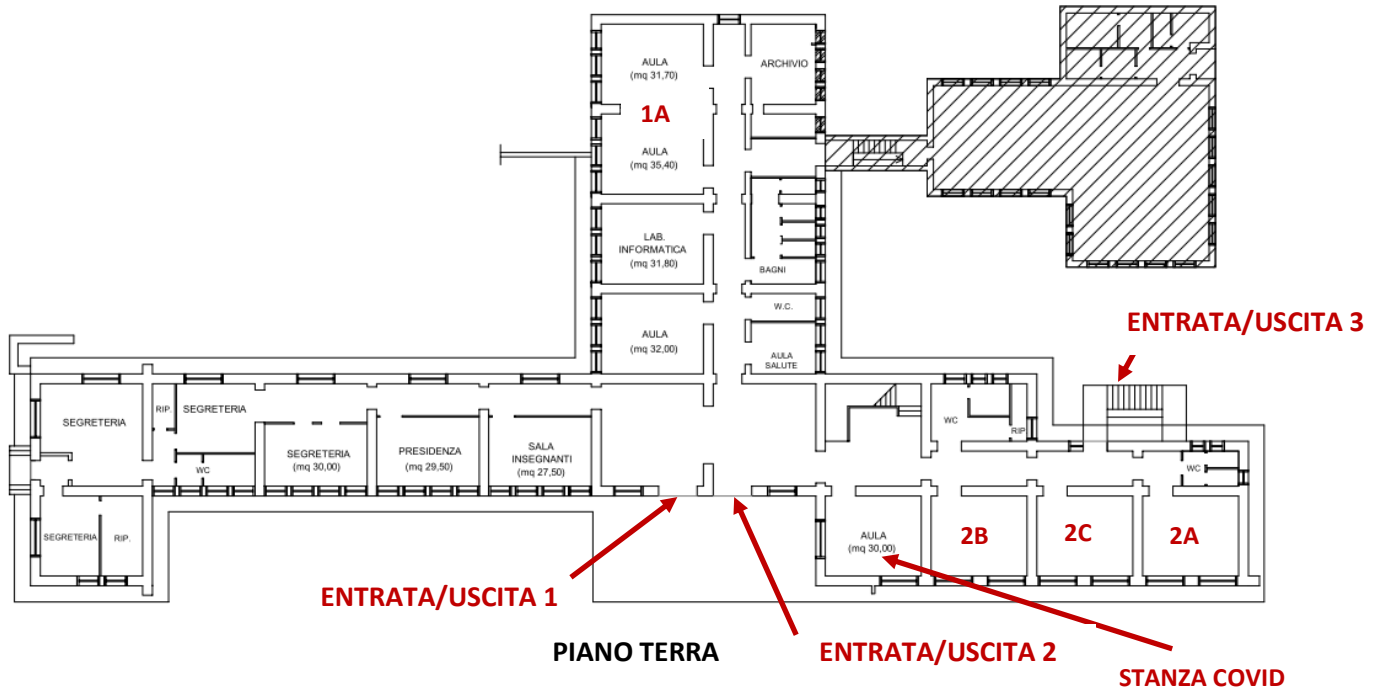 AULA
(mq 31,70)
ARCHIVIO
1A
AULA
(mq 35,40)
LAB.
INFORMATICA
(mq 31,80)
BAGNI
W.C.
AULA
(mq 32,00)
AULA
SALUTE
ENTRATA/USCITA 3
SEGRETERIA
RIP.
SEGRETERIA
WC
SEGRETERIA
(mq 30,00)
PRESIDENZA
(mq 29,50)
SALA
INSEGNANTI
(mq 27,50)
WC
RIP
WC
SEGRETERIA
RIP.
AULA
(mq 30,00)
2B
2C
2A
ENTRATA/USCITA 1
PIANO TERRA
ENTRATA/USCITA 2
STANZA COVID